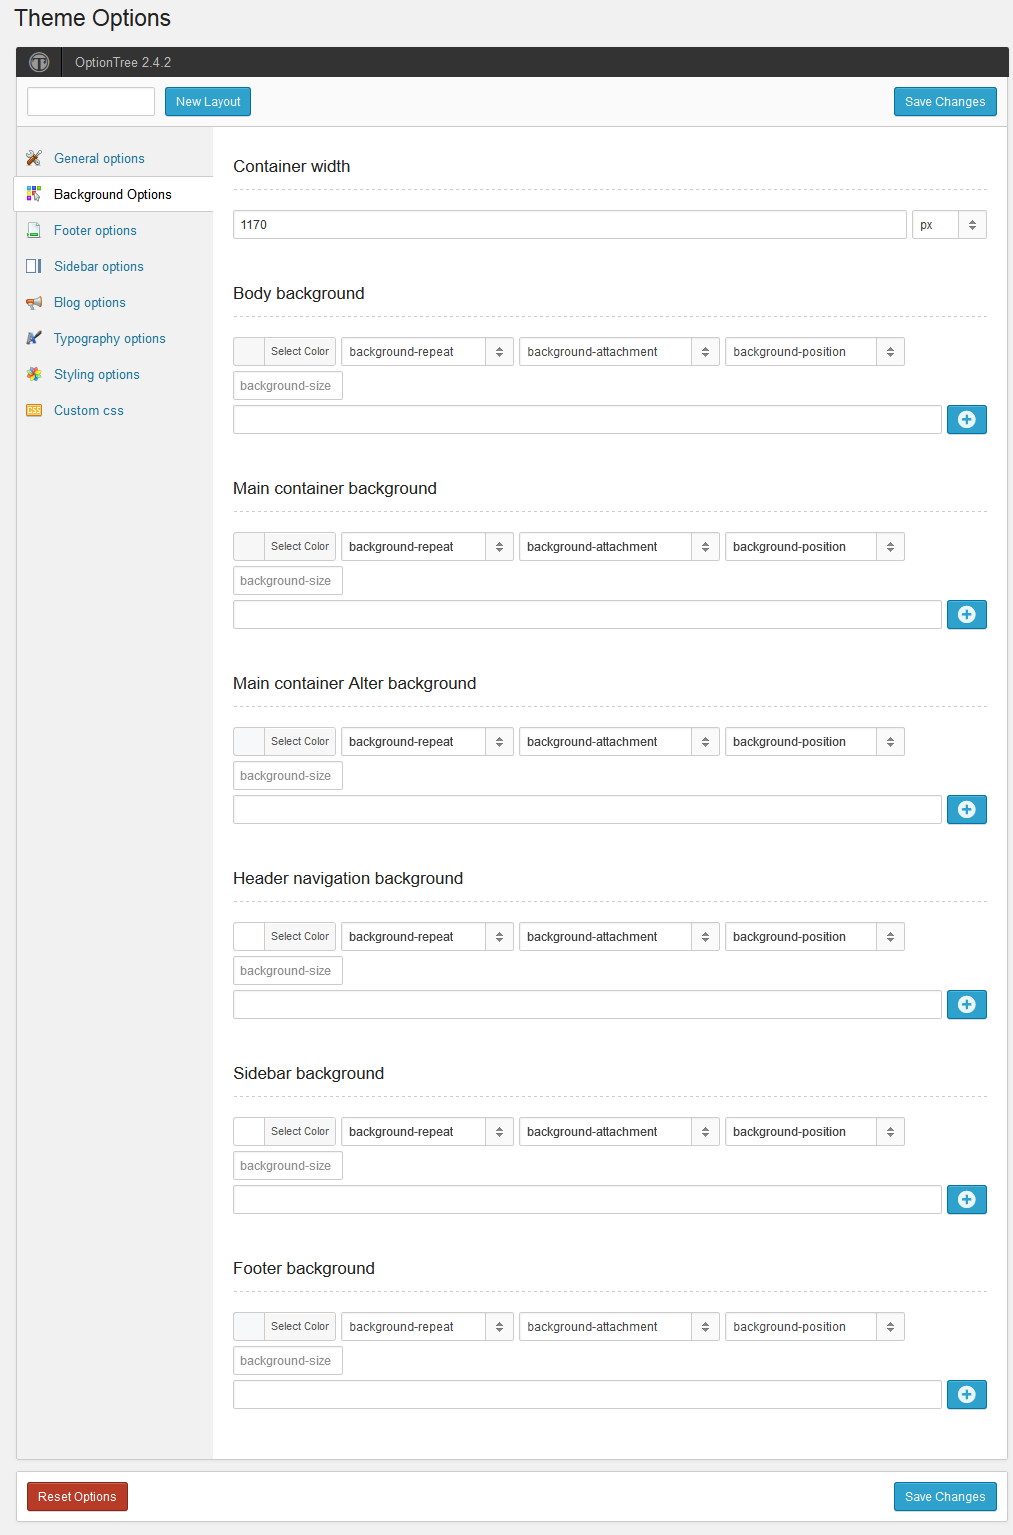 Theme Options
OptionTree 2.4.2
New Layout
Save Changes
General options
Background Options
Footer options
Sidebar options
Blog options
Typography options
Styling options
CSS Custom css
Container width
1170 px
Body background
Select Color background-repeat background-attachment background-position
background-size
Main container background
Select Color background-repeat background-attachment background-position
background-size
Main container Alter background
Select Color background-repeat background-attachment background-position
background-size
Header navigation background
Select Color background-repeat background-attachment background-position
background-size
Sidebar background
Select Color background-repeat background-attachment background-position
background-size
Footer background
Select Color background-repeat background-attachment background-position
background-size
Reset Options
Save Changes